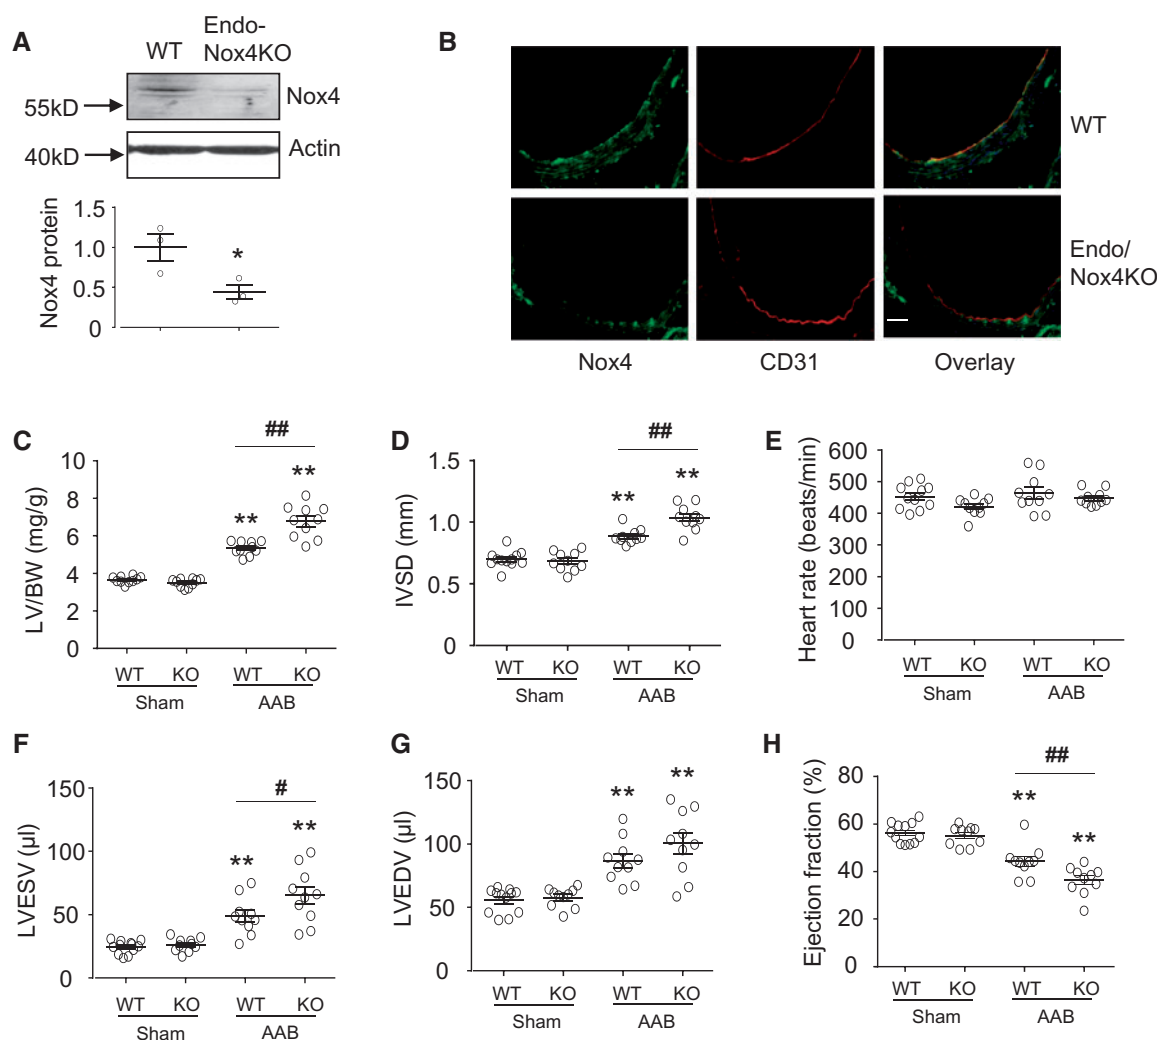 A
WT
Endo-
Nox4KO
55kD
Nox4
40kD
Actin
Nox4 protein
1.5
1.0
0.5
0
*
B
WT
Endo/
Nox4KO
Nox4
CD31
Overlay
C
LV/BW (mg/g)
10
8
6
4
2
0
**
**
##
WT KO WT KO
Sham AAB
D
IVSD (mm)
1.5
1.0
0.5
0
**
**
##
WT KO WT KO
Sham AAB
E
Heart rate (beats/min)
600
500
400
300
200
100
0
WT KO WT KO
Sham AAB
F
LVESV (µl)
150
100
50
0
**
**
#
WT KO WT KO
Sham AAB
G
LVEDV (µl)
150
100
50
0
**
**
WT KO WT KO
Sham AAB
H
Ejection fraction (%)
80
60
40
20
0
**
**
##
WT KO WT KO
Sham AAB